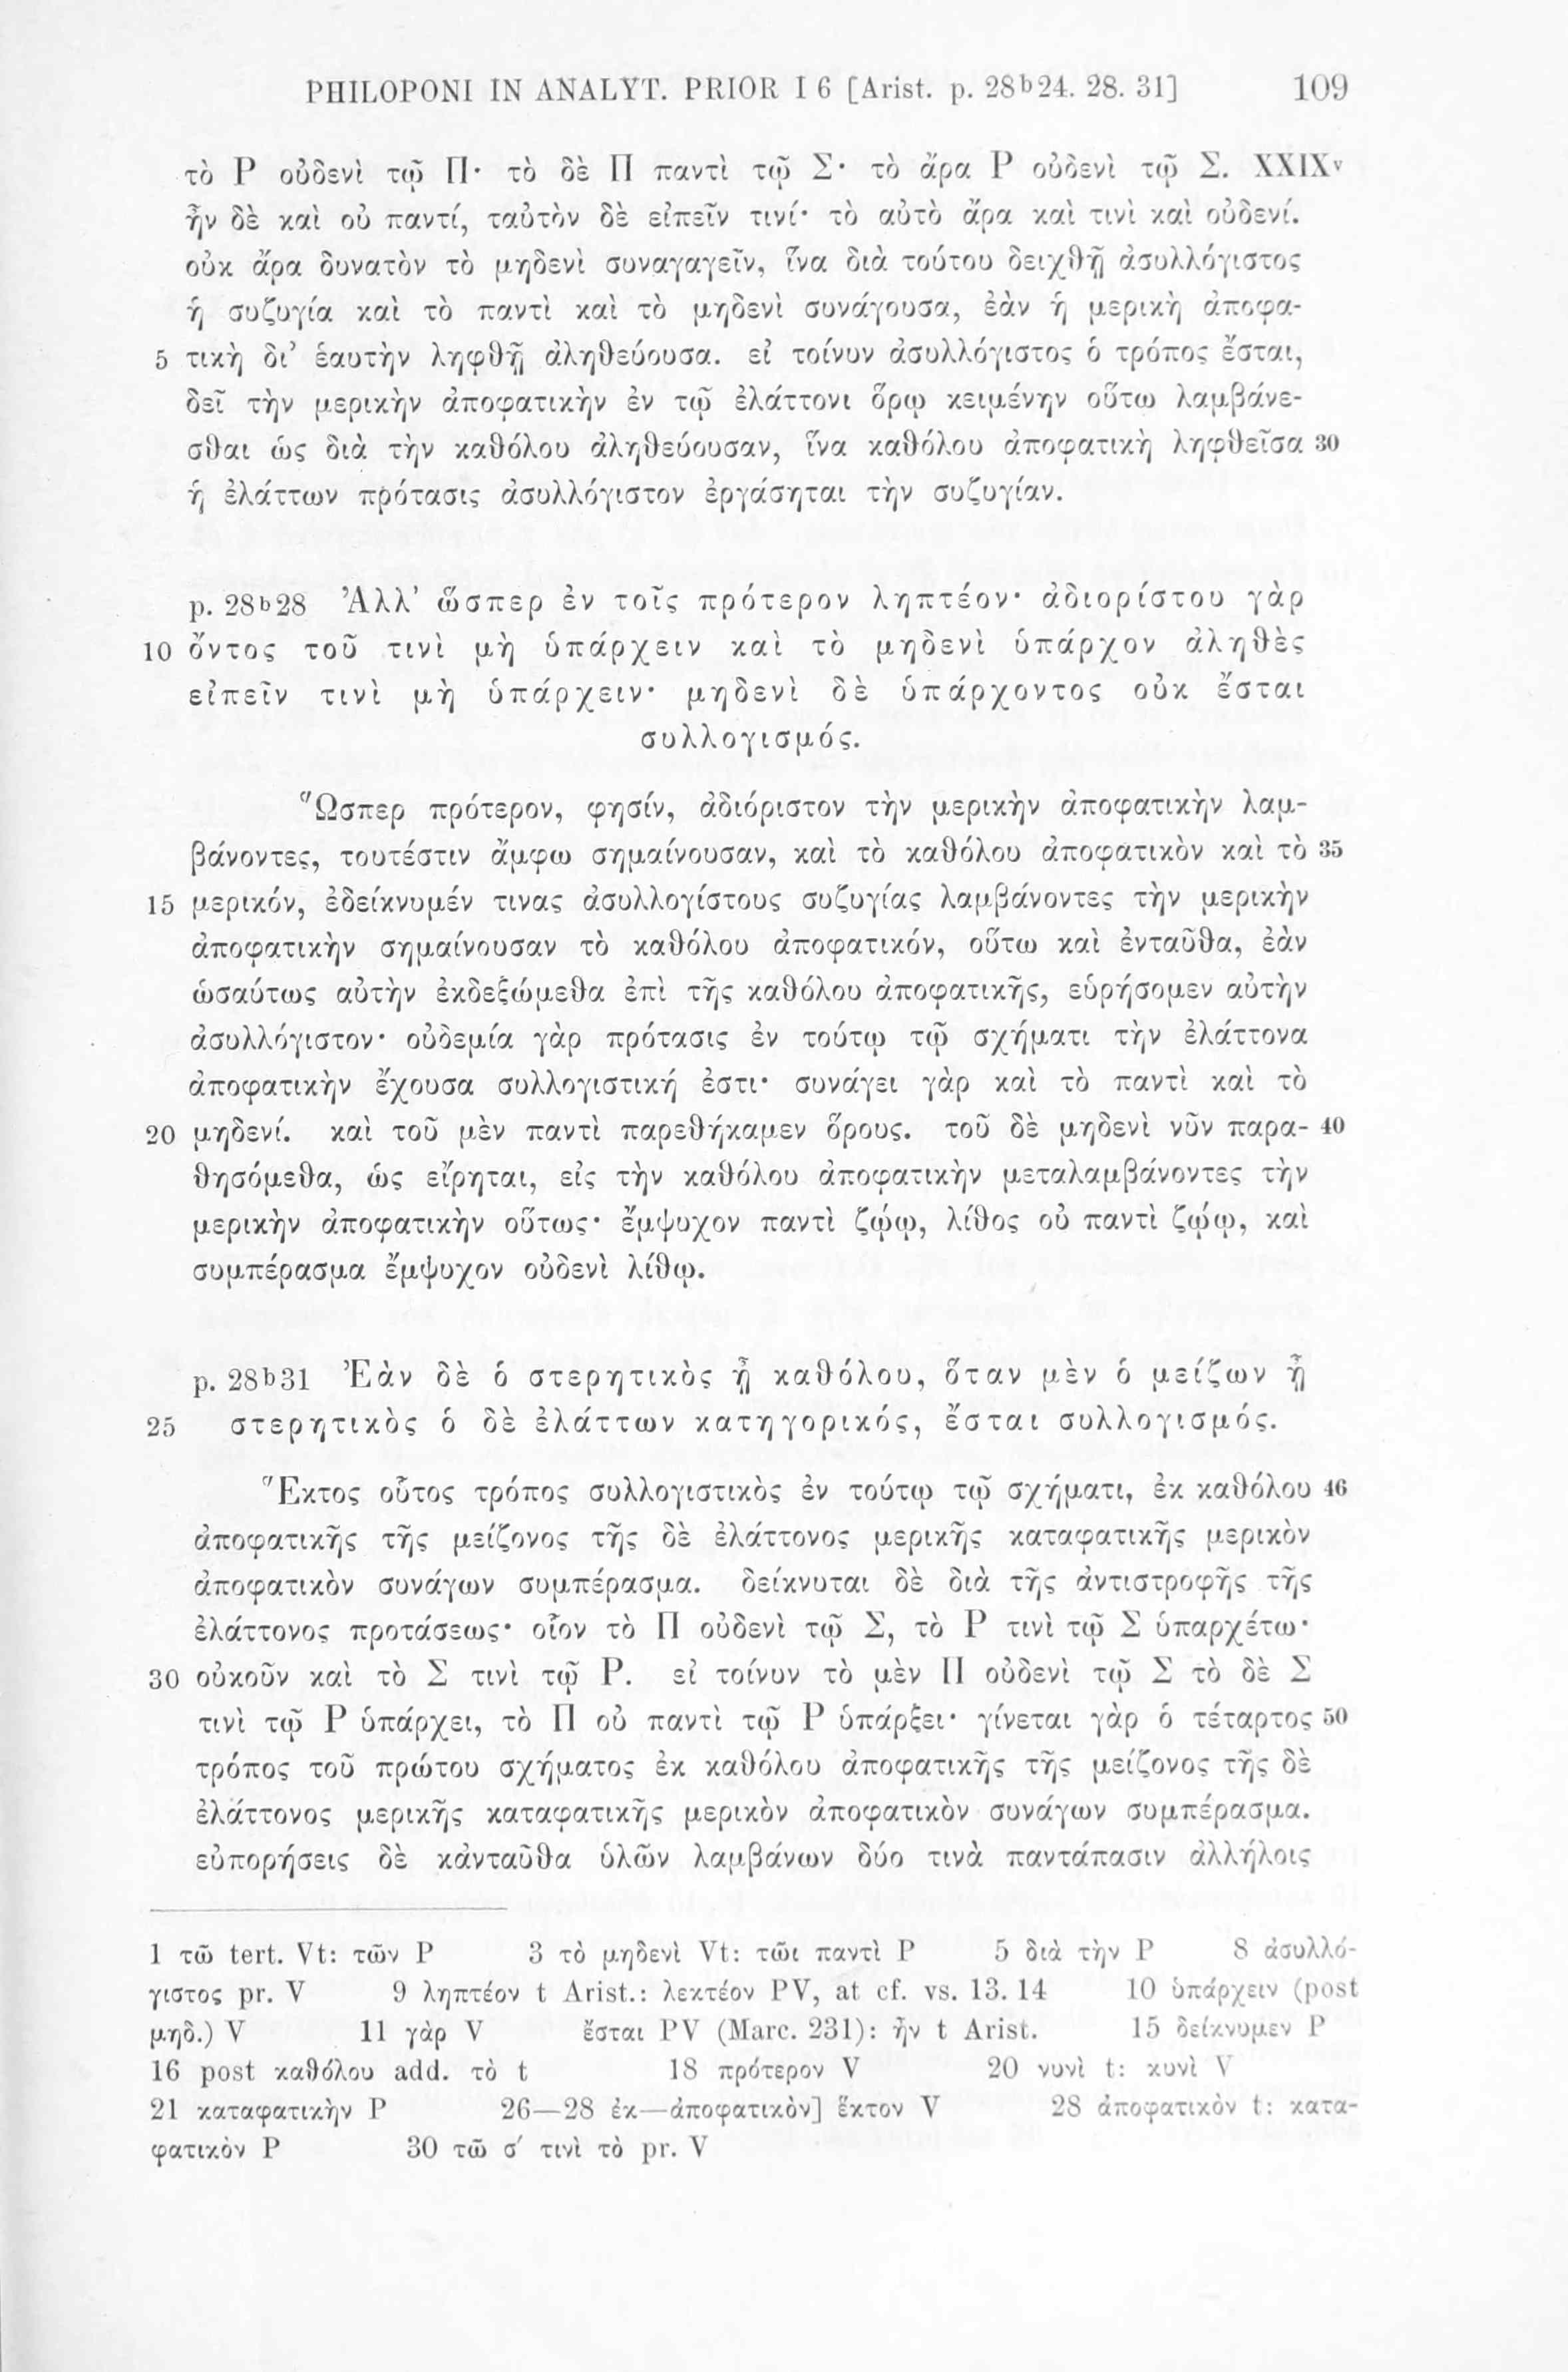 PHILOPONI IN ANALYT. PRIOR I 6 [Arist. p. 28b24. 28. 31] 109
τὸ Ρ οὐδενὶ τῷ Π· τὸ δὲ Π παντὶ τῷ Σ· τὸ ἄρα Ρ οὐδενὶ τῷ Σ. XXIXv
ἦν δὲ καὶ οὐ παντί, ταὐτὸν δὲ εἰπεῖν τινί· τὸ αὐτὸ ἄρα καὶ τινὶ καὶ οὐδενί.
οὐκ ἄρα δυνατὸν τὸ μηδενὶ συναγαγεῖν, ἵνα διὰ τούτου δειχθῇ ἀσυλλόγιστος
ἡ συζυγία καὶ τὸ παντὶ καὶ τὸ μηδενὶ συνάγουσα, ἐὰν ἡ μερικὴ ἀποφα-
5 τικὴ δι’ ἑαυτὴν ληφθῇ ἀληθεύουσα. εἰ τοίνυν ἀσυλλόγιστος ὁ τρόπος ἔσται,
δεῖ τὴν μερικὴν ἀποφατικὴν ἐν τῷ ἐλάττονι ὅρῳ κειμένην οὕτω λαμβάνε-
σθαι ὡς διὰ τὴν καθόλου ἀληθεύουσαν, ἵνα καθόλου ἀποφατικὴ ληφθεῖσα 30
ἡ ἐλάττων πρότασις ἀσυλλόγιστον ἐργάσηται τὴν συζυγίαν.
p. 28b28 Ἀλλ’ ὥσπερ ἐν τοῖς πρότερον ληπτέον· ἀδιορίστου γὰρ
10 ὄντος τοῦ τινὶ μὴ ὑπάρχειν καὶ τὸ μηδενὶ ὑπάρχον ἀληθὲς
εἰπεῖν τινὶ μὴ ὑπάρχειν· μηδενὶ δὲ ὑπάρχοντος οὐκ ἔσται
συλλογισμός.
Ὥσπερ πρότερον, φησίν, ἀδιόριστον τὴν μερικὴν ἀποφατικὴν λαμ-
βάνοντες, τουτέστιν ἄμφω σημαίνουσαν, καὶ τὸ καθόλου ἀποφατικὸν καὶ τὸ 35
15 μερικόν, ἐδείκνυμέν τινας ἀσυλλογίστους συζυγίας λαμβάνοντες τὴν μερικὴν
ἀποφατικὴν σημαίνουσαν τὸ καθόλου ἀποφατικόν, οὕτω καὶ ἐνταῦθα, ἐὰν
ὡσαύτως αὐτὴν ἐκδεξώμεθα ἐπὶ τῆς καθόλου ἀποφατικῆς, εὑρήσομεν αὐτὴν
ἀσυλλόγιστον· οὐδεμία γὰρ πρότασις ἐν τούτῳ τῷ σχήματι τὴν ἐλάττονα
ἀποφατικὴν ἔχουσα συλλογιστική ἐστι· συνάγει γὰρ καὶ τὸ παντὶ καὶ τὸ
20 μηδενί. καὶ τοῦ μὲν παντὶ παρεθήκαμεν ὅρους. τοῦ δὲ μηδενὶ νῦν παρα- 40
θησόμεθα, ὡς εἴρηται, εἰς τὴν καθόλου ἀποφατικὴν μεταλαμβάνοντες τὴν
μερικὴν ἀποφατικὴν οὕτως· ἔμψυχον παντὶ ζῴῳ, λίθος οὐ παντὶ ζῴῳ, καὶ
συμπέρασμα ἔμψυχον οὐδενὶ λίθῳ.
p. 28b31 Ἐὰν δὲ ὁ στερητικὸς ᾖ καθόλου, ὅταν μὲν ὁ μείζων ᾖ
25 στερητικὸς ὁ δὲ ἐλάττων κατηγορικός, ἔσται συλλογισμός.
Ἕκτος οὗτος τρόπος συλλογιστικὸς ἐν τούτῳ τῷ σχήματι, ἐκ καθόλου 46
ἀποφατικῆς τῆς μείζονος τῆς δὲ ἐλάττονος μερικῆς καταφατικῆς μερικὸν
ἀποφατικὸν συνάγων συμπέρασμα. δείκνυται δὲ διὰ τῆς ἀντιστροφῆς τῆς
ἐλάττονος προτάσεως· οἷον τὸ Π οὐδενὶ τῷ Σ, τὸ Ρ τινὶ τῷ Σ ὑπαρχέτω·
30 οὐκοῦν καὶ τὸ Σ τινὶ τῷ Ρ. εἰ τοίνυν τὸ μὲν Π οὐδενὶ τῷ Σ τὸ δὲ Σ
τινὶ τῷ Ρ ὑπάρχει, τὸ Π οὐ παντὶ τῷ Ρ ὑπάρξει· γίνεται γὰρ ὁ τέταρτος 50
τρόπος τοῦ πρώτου σχήματος ἐκ καθόλου ἀποφατικῆς τῆς μείζονος τῆς δὲ
ἐλάττονος μερικῆς καταφατικῆς μερικὸν ἀποφατικὸν συνάγων συμπέρασμα.
εὐπορήσεις δὲ κἀνταῦθα ὑλῶν λαμβάνων δύο τινὰ παντάπασιν ἀλλήλοις
1 τῶ tert. Vt: τῶν P 3 τὸ μηδενὶ Vt: τῶι παντὶ P 5 διὰ τὴν P 8 ἀσυλλό-
γιστος pr. V 9 ληπτέον t Arist.: λεκτέον PV, at cf. vs. 13. 14 10 ὑπάρχειν (post
μηδ.) V 11 γὰρ V ἔσται PV (Marc. 231): ἦν t Arist. 15 δείκνυμεν P
16 post καθόλου add. τὸ t 18 πρότερον V 20 νυνὶ t: κυνὶ V
21 καταφατικὴν P 26—28 ἐκ—ἀποφατικὸν] ἕκτον V 28 ἀποφατικὸν t: κατα-
φατικὸν P 30 τῶ σ′ τινὶ τὸ pr. V